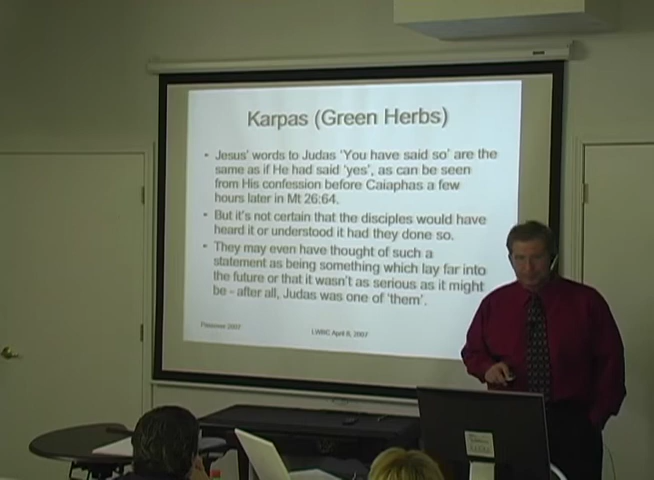 Karpas (Green Herbs)
- Jesus' words to Judas 'You have said so' are the
same as if He had said 'yes', as can be seen
from His confession before Caiaphas a few
hours later in Mt 26:64.
- But it's not certain that the disciples would have
heard it or understood it had they done so.
- They may even have thought of such a
statement as being something which lay far into
the future or that it wasn't as serious as it might
be - after all, Judas was one of 'them'.
Passover 2007
LWBC April 6, 2007